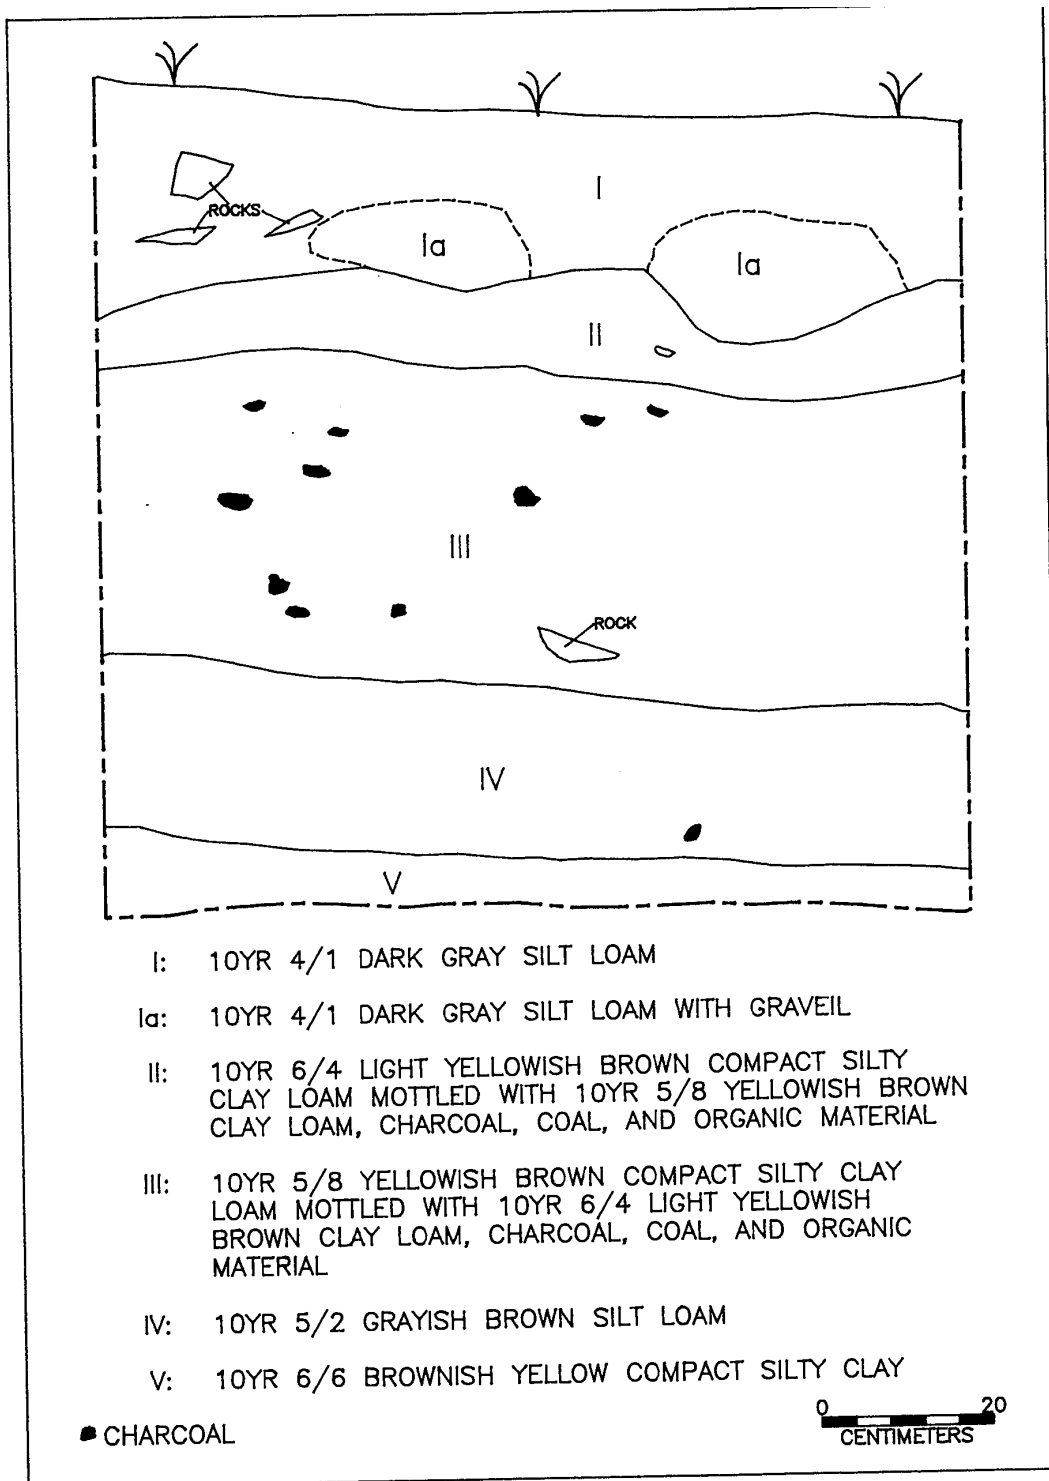 I
ROCKS
Ia
Ia
II
III
ROCK
IV
V
I: 10YR 4/1 DARK GRAY SILT LOAM
Ia: 10YR 4/1 DARK GRAY SILT LOAM WITH GRAVEIL
II: 10YR 6/4 LIGHT YELLOWISH BROWN COMPACT SILTY
CLAY LOAM MOTTLED WITH 10YR 5/8 YELLOWISH BROWN
CLAY LOAM, CHARCOAL, COAL, AND ORGANIC MATERIAL
III: 10YR 5/8 YELLOWISH BROWN COMPACT SILTY CLAY
LOAM MOTTLED WITH 10YR 6/4 LIGHT YELLOWISH
BROWN CLAY LOAM, CHARCOAL, COAL, AND ORGANIC
MATERIAL
IV: 10YR 5/2 GRAYISH BROWN SILT LOAM
V: 10YR 6/6 BROWNISH YELLOW COMPACT SILTY CLAY
0 20
CHARCOAL
CENTIMETERS